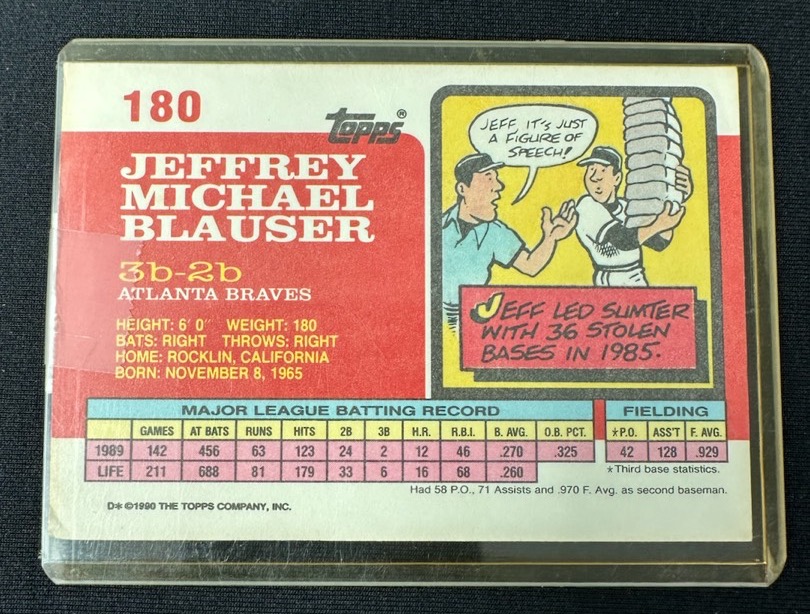 180
topps®
JEFFREY
MICHAEL
BLAUSER
3b-2b
ATLANTA BRAVES
HEIGHT: 6' 0" WEIGHT: 180
BATS: RIGHT THROWS: RIGHT
HOME: ROCKLIN, CALIFORNIA
BORN: NOVEMBER 8, 1965
JEFF IT'S JUST
A FIGURE OF
SPEECH!
JEFF LED SUMTER
WITH 36 STOLEN
BASES IN 1985.
MAJOR LEAGUE BATTING RECORD
GAMES AT BATS RUNS HITS 2B 3B H.R. R.B.I. B. AVG. O.B. PCT.
1989 142 456 63 123 24 2 12 46 .270 .325
LIFE 211 688 81 179 33 6 16 68 .260
FIELDING
*P.O. ASS'T F. AVG.
42 128 .929
*Third base statistics.
Had 58 P.O., 71 Assists and .970 F. Avg. as second baseman.
D* ©1990 THE TOPPS COMPANY, INC.